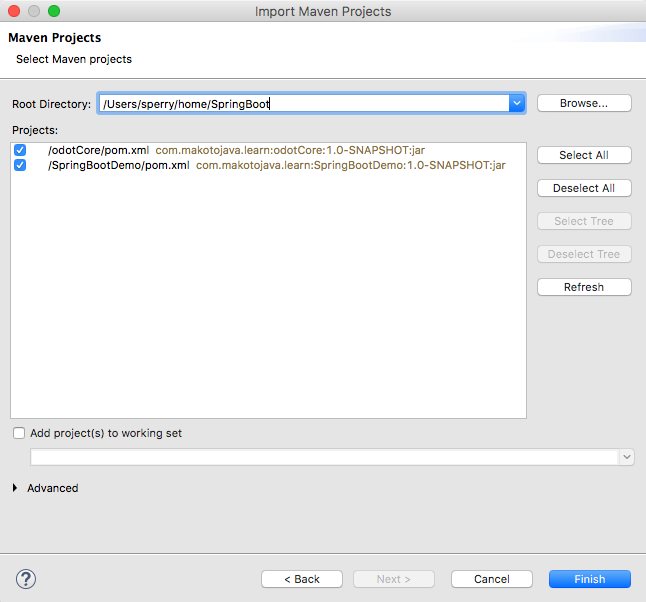 Import Maven Projects
Maven Projects
Select Maven projects
Root Directory: /Users/sperry/home/SpringBoot Browse...
Projects:
/odotCore/pom.xml com.makotojava.learn:odotCore:1.0-SNAPSHOT:jar
/SpringBootDemo/pom.xml com.makotojava.learn:SpringBootDemo:1.0-SNAPSHOT:jar
Select All
Deselect All
Select Tree
Deselect Tree
Refresh
Add project(s) to working set
Advanced
? < Back Next > Cancel Finish